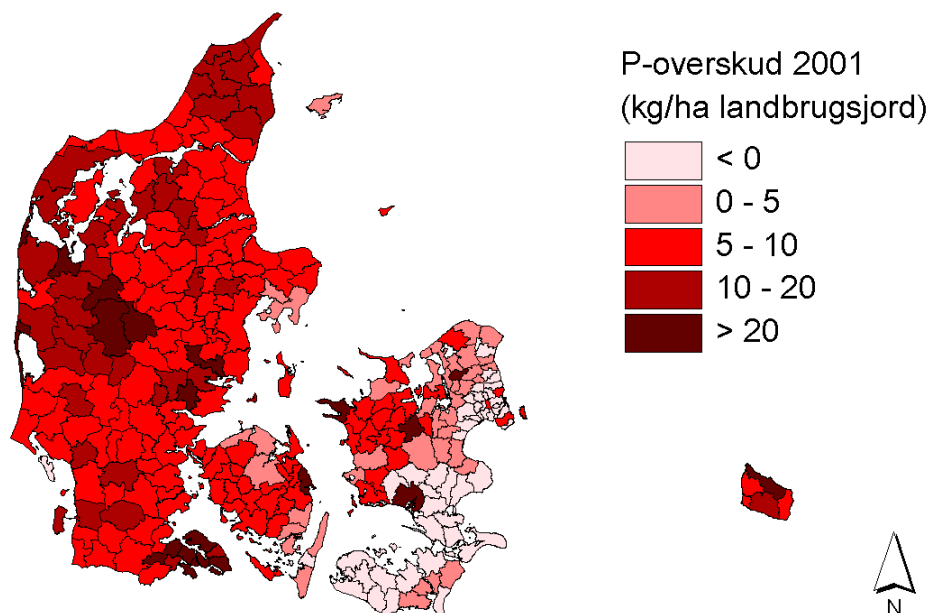 P-overskud 2001
(kg/ha landbrugsjord)
< 0
0 - 5
5 - 10
10 - 20
> 20
N